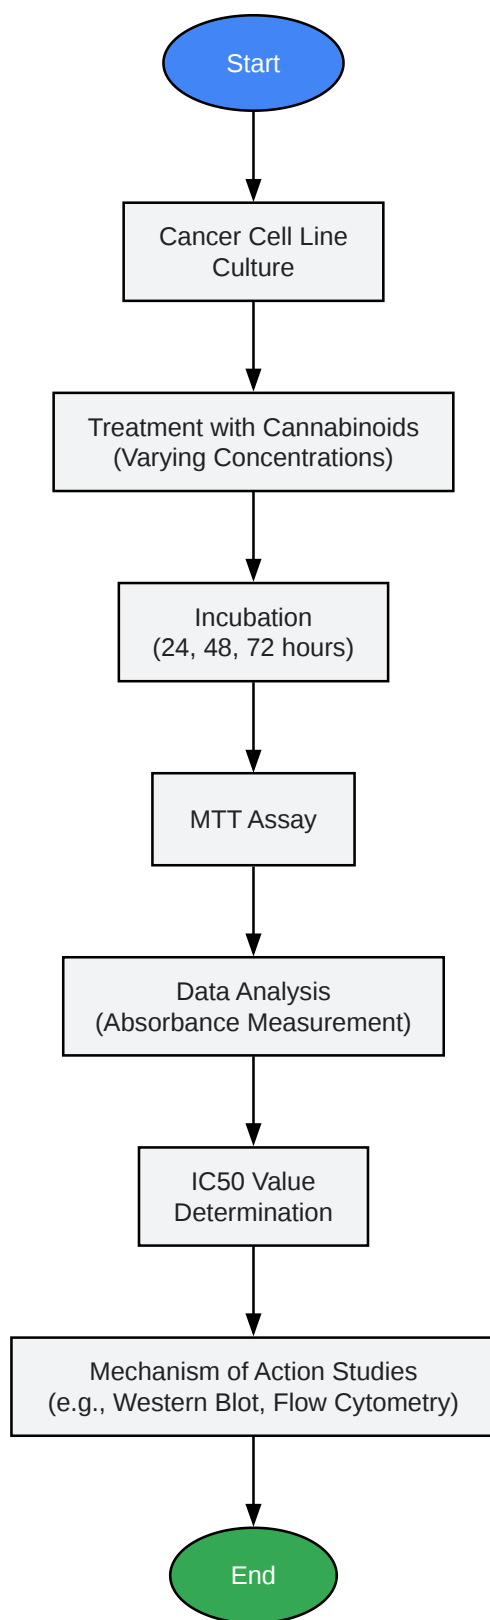 Start
Cancer Cell Line
Culture
Treatment with Cannabinoids
(Varying Concentrations)
Incubation
(24, 48, 72 hours)
MTT Assay
Data Analysis
(Absorbance Measurement)
IC50 Value
Determination
Mechanism of Action Studies
(e.g., Western Blot, Flow Cytometry)
End